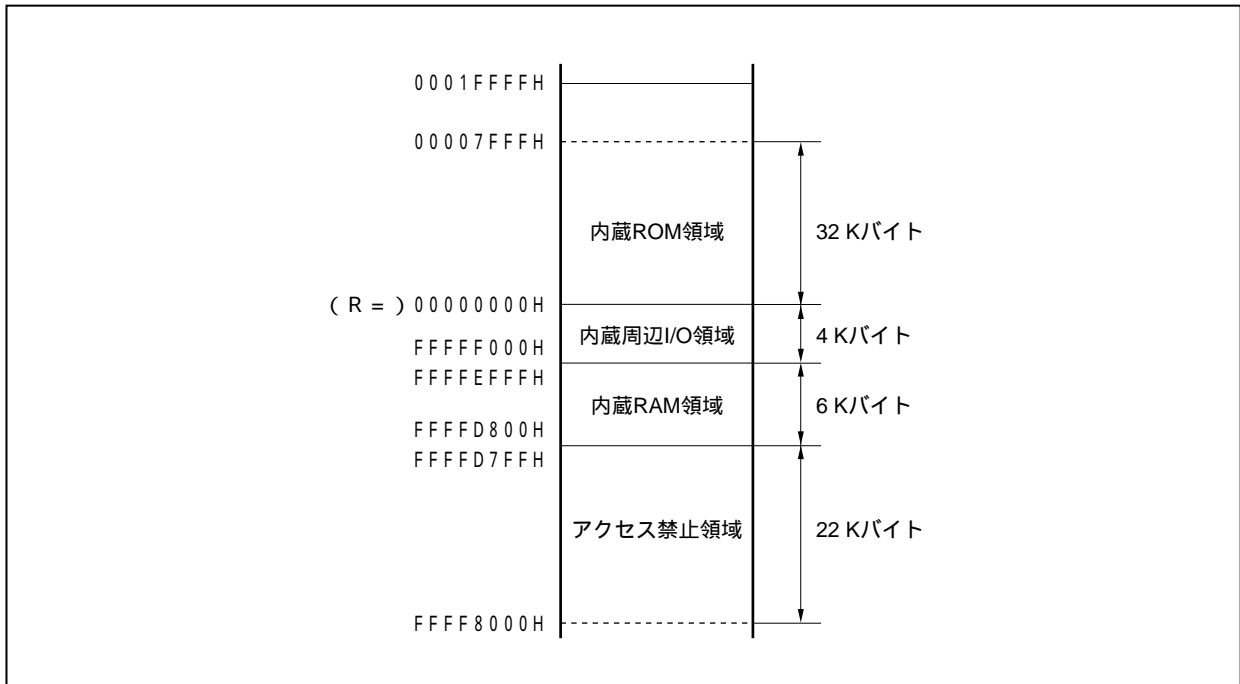 0001FFFFH
00007FFFH
内蔵ROM領域
32 Kバイト
(R=)00000000H
内蔵周辺I/O領域
4 Kバイト
FFFFF000H
FFFFEFFFH
内蔵RAM領域
6 Kバイト
FFFFD800H
FFFFD7FFH
アクセス禁止領域
22 Kバイト
FFFF8000H